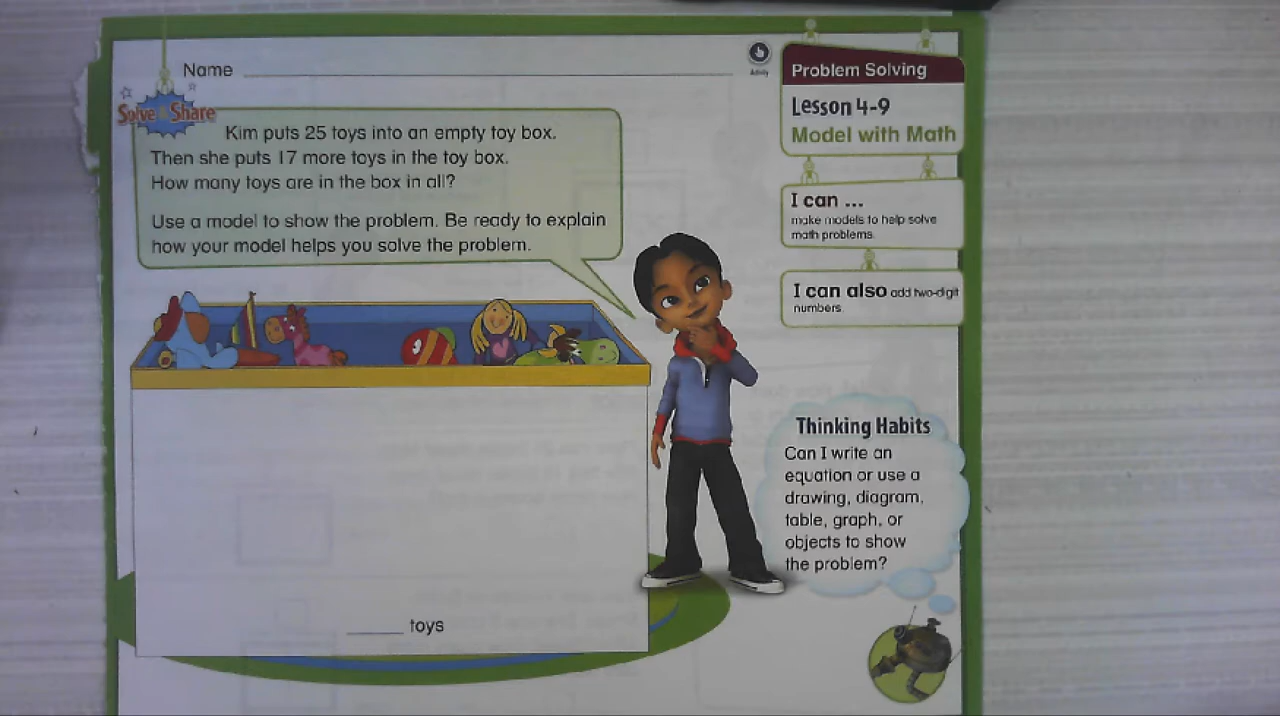 Name
Solve & Share
Kim puts 25 toys into an empty toy box.
Then she puts 17 more toys in the toy box.
How many toys are in the box in all?
Use a model to show the problem. Be ready to explain
how your model helps you solve the problem.
toys
Activity
Problem Solving
Lesson 4-9
Model with Math
I can ...
make models to help solve
math problems.
I can also add two-digit
numbers.
Thinking Habits
Can I write an
equation or use a
drawing, diagram,
table, graph, or
objects to show
the problem?